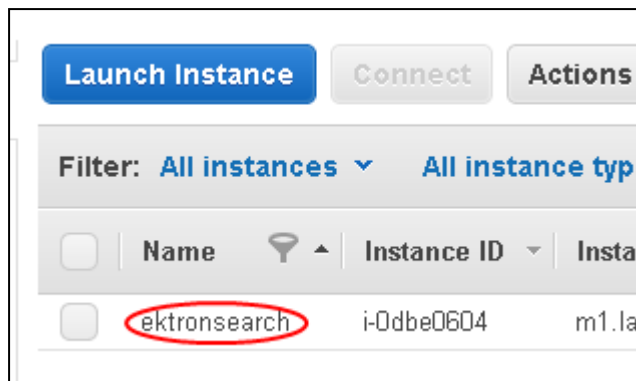 Launch Instance Connect Actions
Filter: All instances All instance typ
Name Instance ID Insta
ektronsearch i-0dbe0604 m1.la